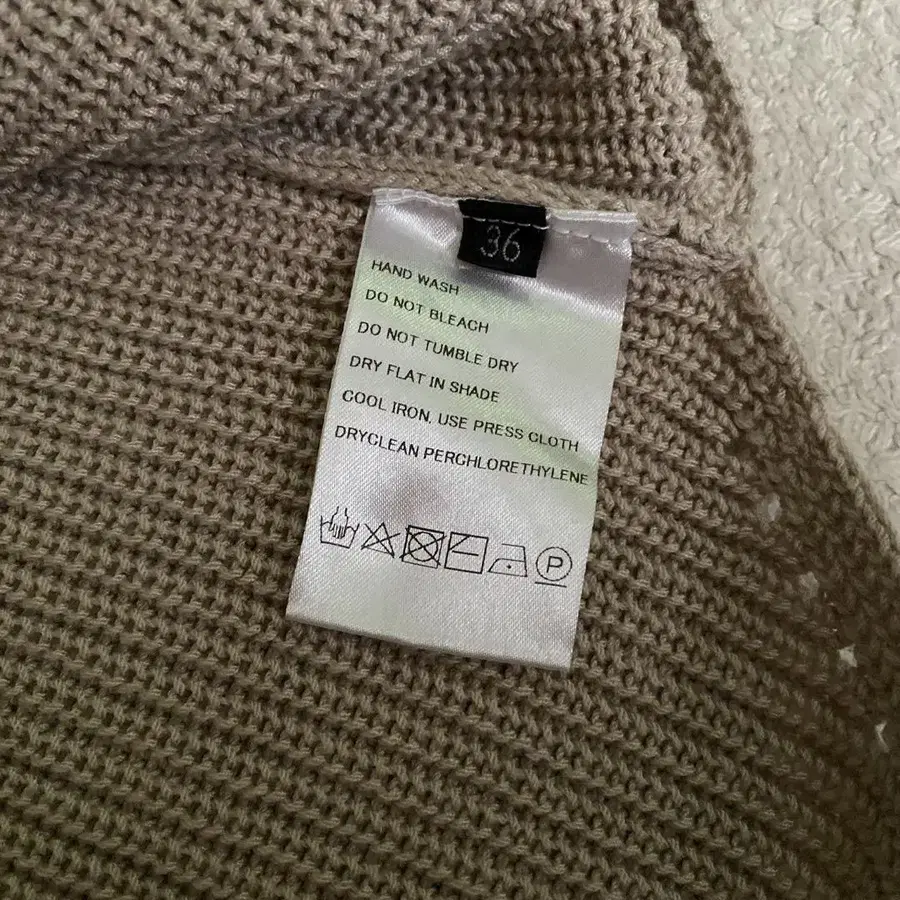 36
HAND WASH
DO NOT BLEACH
DO NOT TUMBLE DRY
DRY FLAT IN SHADE
COOL IRON, USE PRESS CLOTH
DRYCLEAN PERCHLORETHYLENE
P